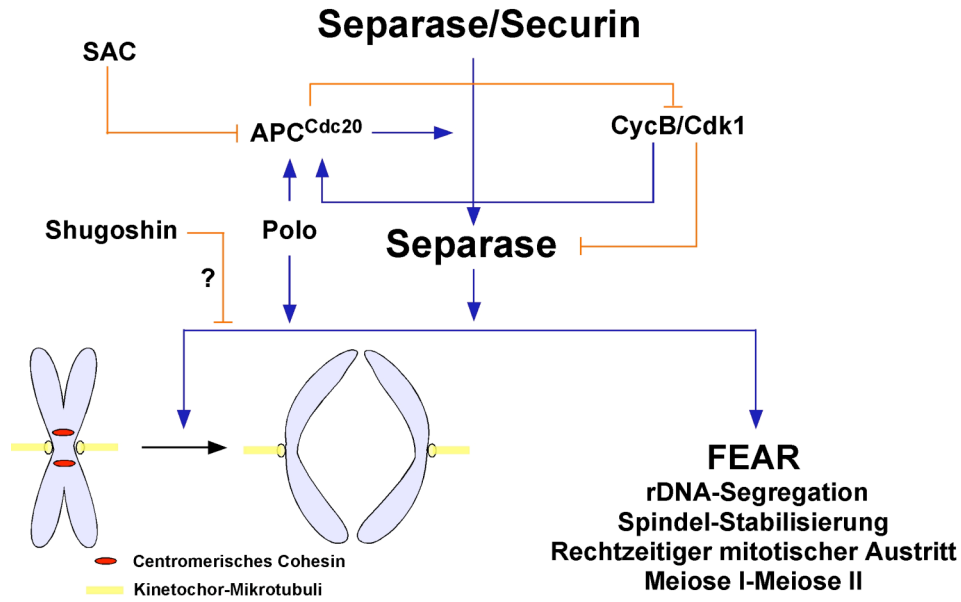 Separase/Securin
SAC
APCCdc20
CycB/Cdk1
Shugoshin
Polo
Separase
?
FEAR
rDNA-Segregation
Spindel-Stabilisierung
Rechtzeitiger mitotischer Austritt
Meiose I-Meiose II
Centromerisches Cohesin
Kinetochor-Mikrotubuli